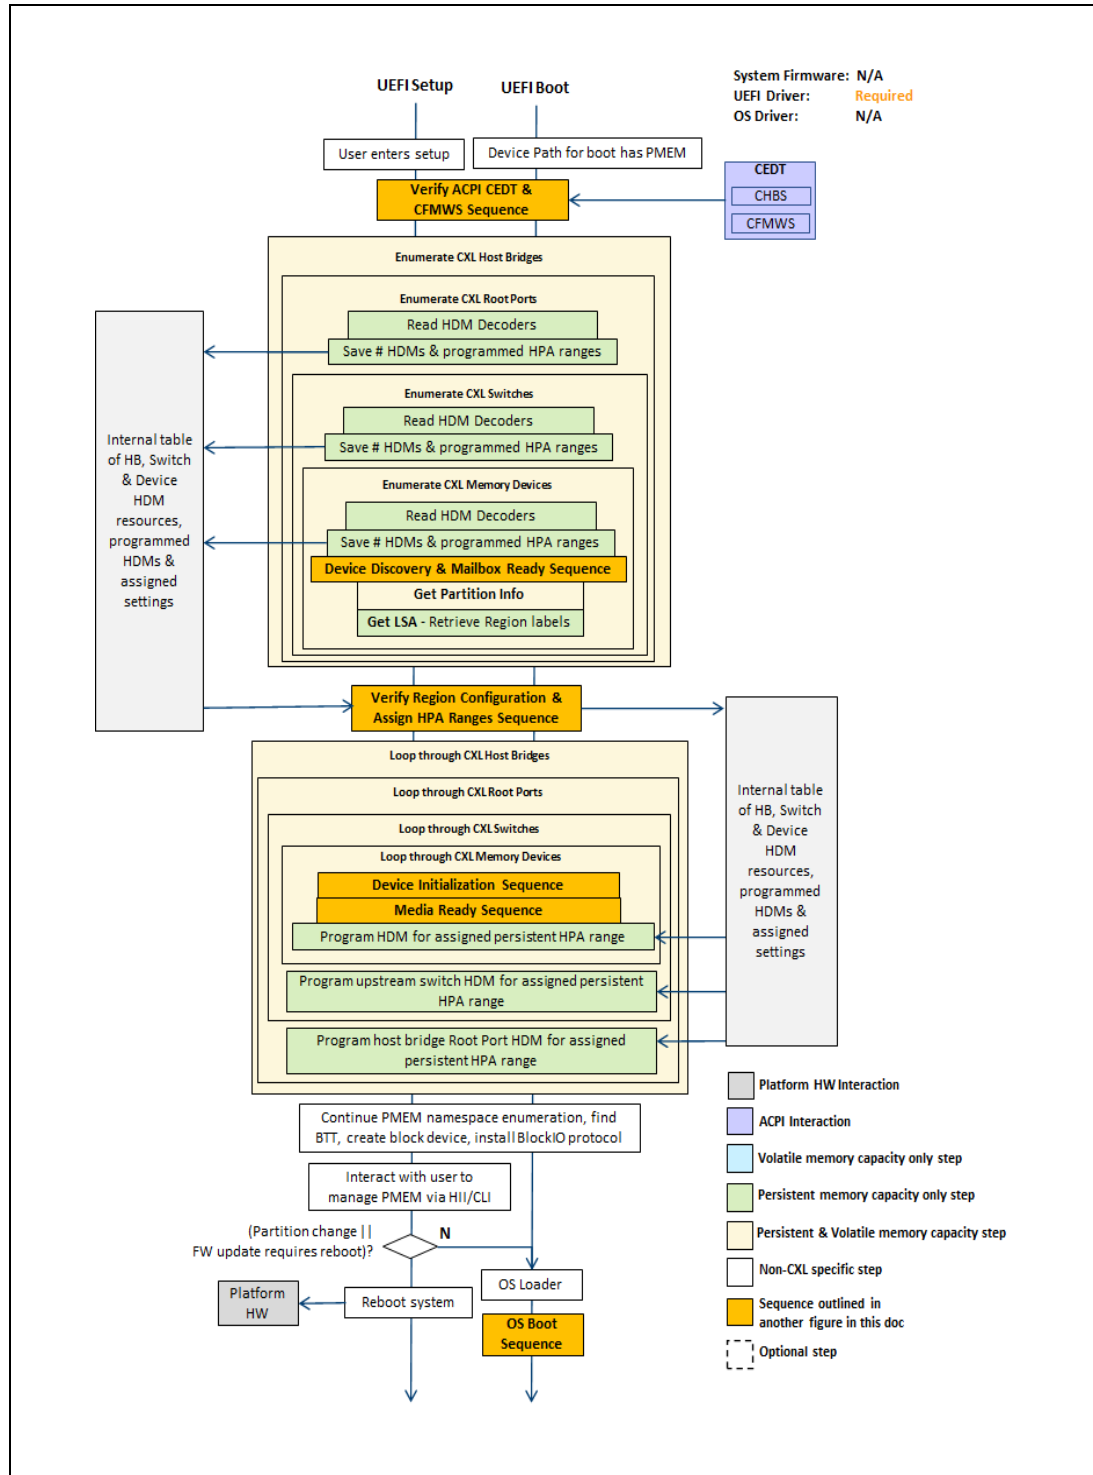 System Firmware: N/A
UEFI Driver: Required
OS Driver: N/A
UEFI Setup
UEFI Boot
User enters setup
Device Path for boot has PMEM
CEDT
CHBS
CFMWS
Verify ACPI CEDT &
CFMWS Sequence
Enumerate CXL Host Bridges
Enumerate CXL Root Ports
Read HDM Decoders
Save # HDMs & programmed HPA ranges
Enumerate CXL Switches
Read HDM Decoders
Save # HDMs & programmed HPA ranges
Enumerate CXL Memory Devices
Read HDM Decoders
Save # HDMs & programmed HPA ranges
Device Discovery & Mailbox Ready Sequence
Get Partition Info
Get LSA - Retrieve Region labels
Internal table
of HB, Switch
& Device
HDM
resources,
programmed
HDMs &
assigned
settings
Verify Region Configuration &
Assign HPA Ranges Sequence
Loop through CXL Host Bridges
Loop through CXL Root Ports
Loop through CXL Switches
Loop through CXL Memory Devices
Device Initialization Sequence
Media Ready Sequence
Program HDM for assigned persistent HPA range
Program upstream switch HDM for assigned persistent
HPA range
Program host bridge Root Port HDM for assigned
persistent HPA range
Internal table
of HB, Switch
& Device
HDM
resources,
programmed
HDMs &
assigned
settings
Continue PMEM namespace enumeration, find
BTT, create block device, install BlockIO protocol
Interact with user to
manage PMEM via HII/CLI
(Partition change ||
FW update requires reboot)?
N
Platform
HW
Reboot system
OS Loader
OS Boot
Sequence
Platform HW Interaction
ACPI Interaction
Volatile memory capacity only step
Persistent memory capacity only step
Persistent & Volatile memory capacity step
Non-CXL specific step
Sequence outlined in
another figure in this doc
Optional step